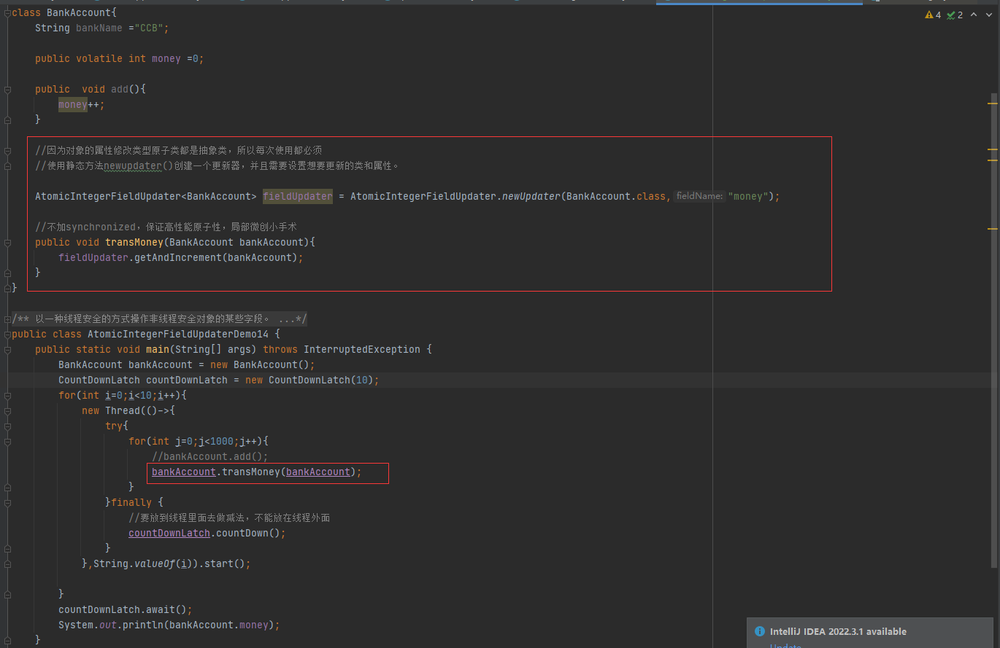 4 2
class BankAccount{
String bankName ="CCB";
public volatile int money =0;
public  void add(){
money++;
}
//因为对象的属性修改类型原子类都是抽象类，所以每次使用都必须
//使用静态方法newupdater()创建一个更新器，并且需要设置想要更新的类和属性。
AtomicIntegerFieldUpdater<BankAccount> fieldUpdater = AtomicIntegerFieldUpdater.newUpdater(BankAccount.class, fieldName: "money");
//不加synchronized，保证高性能原子性，局部微创小手术
public void transMoney(BankAccount bankAccount){
fieldUpdater.getAndIncrement(bankAccount);
}
}
/** 以一种线程安全的方式操作非线程安全对象的某些字段。 ...*/
public class AtomicIntegerFieldUpdaterDemo14 {
public static void main(String[] args) throws InterruptedException {
BankAccount bankAccount = new BankAccount();
CountDownLatch countDownLatch = new CountDownLatch(10);
for(int i=0;i<10;i++){
new Thread(()->{
try{
for(int j=0;j<1000;j++){
//bankAccount.add();
bankAccount.transMoney(bankAccount);
}
}finally {
//要放到线程里面去做减法，不能放在线程外面
countDownLatch.countDown();
}
},String.valueOf(i)).start();
}
countDownLatch.await();
System.out.println(bankAccount.money);
}
IntelliJ IDEA 2022.3.1 available
Update